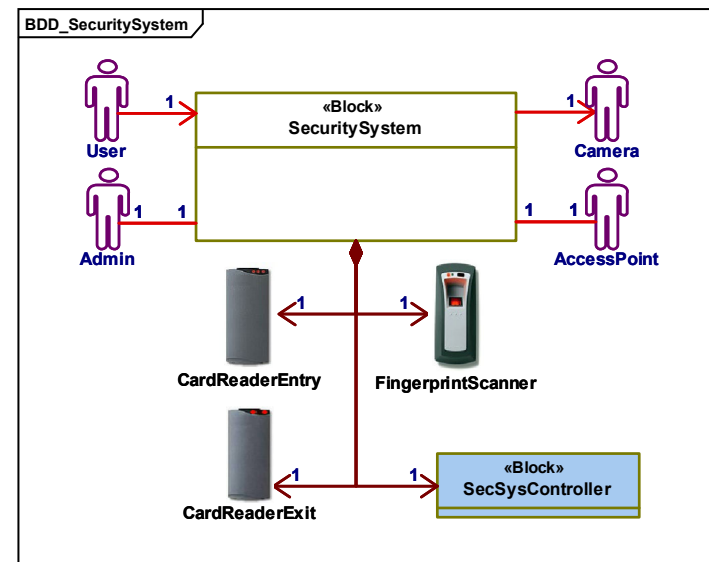 BDD_SecuritySystem
1
«Block»
SecuritySystem
1
User
Camera
1
1
1
1
Admin
AccessPoint
1
1
CardReaderEntry
FingerprintScanner
1
1
«Block»
SecSysController
CardReaderExit